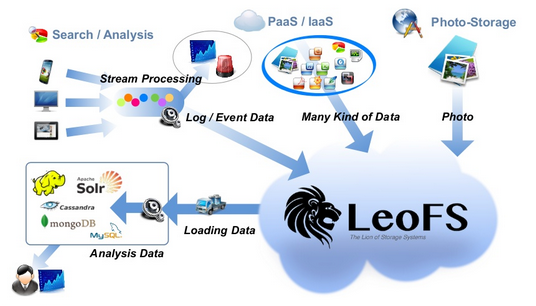 Search / Analysis
PaaS / IaaS
Photo-Storage
Stream Processing
Log / Event Data
Many Kind of Data
Photo
Apache
Solr
Cassandra
mongoDB
MySQL
Loading Data
Analysis Data
LeoFS
The Lion of Storage Systems